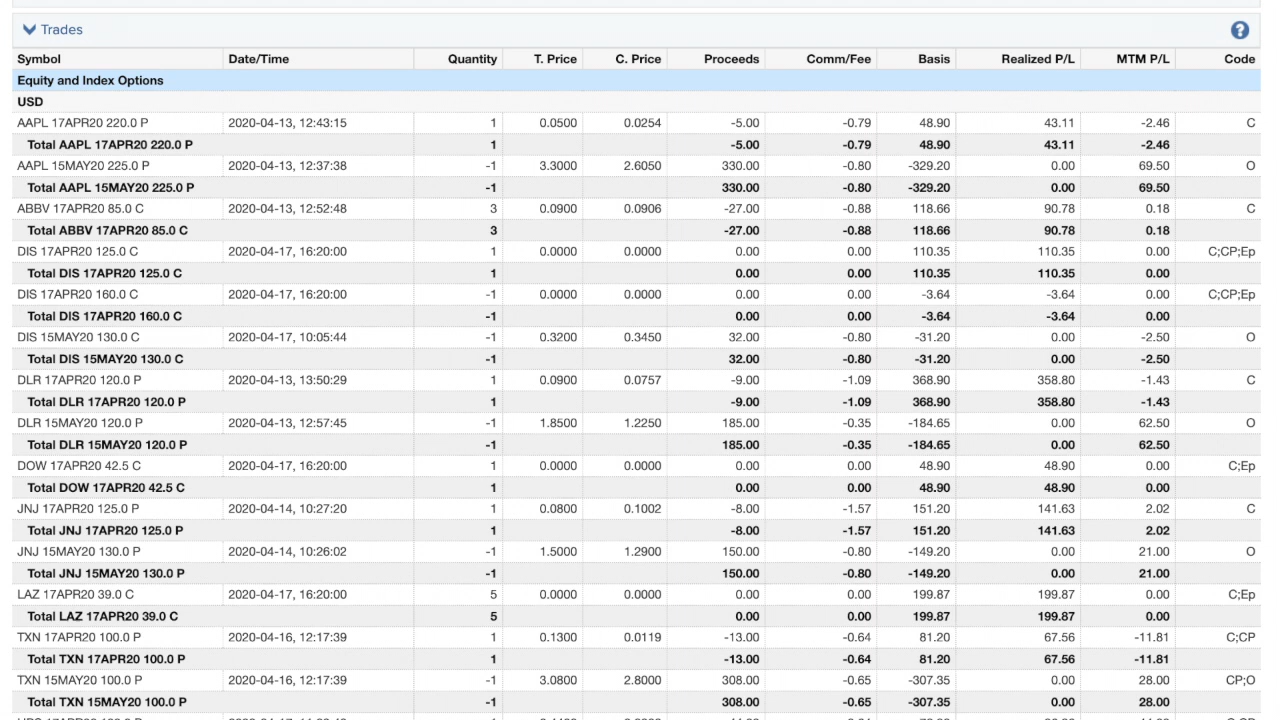 Trades ?
Symbol Date/Time Quantity T. Price C. Price Proceeds Comm/Fee Basis Realized P/L MTM P/L Code
Equity and Index Options
USD
AAPL 17APR20 220.0 P 2020-04-13, 12:43:15 1 0.0500 0.0254 -5.00 -0.79 48.90 43.11 -2.46 C
Total AAPL 17APR20 220.0 P 1 -5.00 -0.79 48.90 43.11 -2.46
AAPL 15MAY20 225.0 P 2020-04-13, 12:37:38 -1 3.3000 2.6050 330.00 -0.80 -329.20 0.00 69.50 O
Total AAPL 15MAY20 225.0 P -1 330.00 -0.80 -329.20 0.00 69.50
ABBV 17APR20 85.0 C 2020-04-13, 12:52:48 3 0.0900 0.0906 -27.00 -0.88 118.66 90.78 0.18 C
Total ABBV 17APR20 85.0 C 3 -27.00 -0.88 118.66 90.78 0.18
DIS 17APR20 125.0 C 2020-04-17, 16:20:00 1 0.0000 0.0000 0.00 0.00 110.35 110.35 0.00 C;CP;Ep
Total DIS 17APR20 125.0 C 1 0.00 0.00 110.35 110.35 0.00
DIS 17APR20 160.0 C 2020-04-17, 16:20:00 -1 0.0000 0.0000 0.00 0.00 -3.64 -3.64 0.00 C;CP;Ep
Total DIS 17APR20 160.0 C -1 0.00 0.00 -3.64 -3.64 0.00
DIS 15MAY20 130.0 C 2020-04-17, 10:05:44 -1 0.3200 0.3450 32.00 -0.80 -31.20 0.00 -2.50 O
Total DIS 15MAY20 130.0 C -1 32.00 -0.80 -31.20 0.00 -2.50
DLR 17APR20 120.0 P 2020-04-13, 13:50:29 1 0.0900 0.0757 -9.00 -1.09 368.90 358.80 -1.43 C
Total DLR 17APR20 120.0 P 1 -9.00 -1.09 368.90 358.80 -1.43
DLR 15MAY20 120.0 P 2020-04-13, 12:57:45 -1 1.8500 1.2250 185.00 -0.35 -184.65 0.00 62.50 O
Total DLR 15MAY20 120.0 P -1 185.00 -0.35 -184.65 0.00 62.50
DOW 17APR20 42.5 C 2020-04-17, 16:20:00 1 0.0000 0.0000 0.00 0.00 48.90 48.90 0.00 C;Ep
Total DOW 17APR20 42.5 C 1 0.00 0.00 48.90 48.90 0.00
JNJ 17APR20 125.0 P 2020-04-14, 10:27:20 1 0.0800 0.1002 -8.00 -1.57 151.20 141.63 2.02 C
Total JNJ 17APR20 125.0 P 1 -8.00 -1.57 151.20 141.63 2.02
JNJ 15MAY20 130.0 P 2020-04-14, 10:26:02 -1 1.5000 1.2900 150.00 -0.80 -149.20 0.00 21.00 O
Total JNJ 15MAY20 130.0 P -1 150.00 -0.80 -149.20 0.00 21.00
LAZ 17APR20 39.0 C 2020-04-17, 16:20:00 5 0.0000 0.0000 0.00 0.00 199.87 199.87 0.00 C;Ep
Total LAZ 17APR20 39.0 C 5 0.00 0.00 199.87 199.87 0.00
TXN 17APR20 100.0 P 2020-04-16, 12:17:39 1 0.1300 0.0119 -13.00 -0.64 81.20 67.56 -11.81 C;CP
Total TXN 17APR20 100.0 P 1 -13.00 -0.64 81.20 67.56 -11.81
TXN 15MAY20 100.0 P 2020-04-16, 12:17:39 -1 3.0800 2.8000 308.00 -0.65 -307.35 0.00 28.00 CP;O
Total TXN 15MAY20 100.0 P -1 308.00 -0.65 -307.35 0.00 28.00